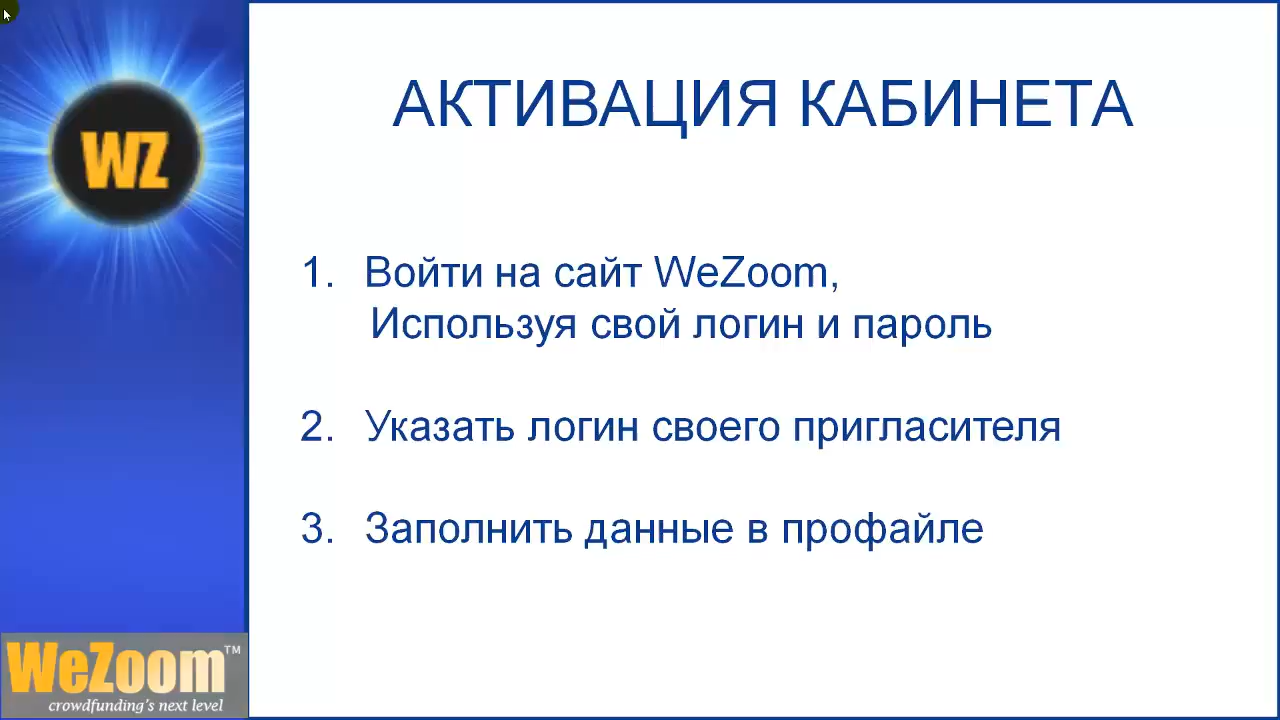 WZ
АКТИВАЦИЯ КАБИНЕТА
1. Войти на сайт WeZoom,
Используя свой логин и пароль
2. Указать логин своего пригласителя
3. Заполнить данные в профайле
WeZoom™
crowdfunding's next level